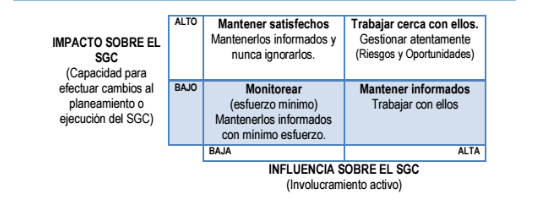 IMPACTO SOBRE EL
SGC
(Capacidad para
efectuar cambios al
planeamiento o
ejecución del SGC)
ALTO
Mantener satisfechos
Mantenerlos informados y
nunca ignorarlos.
Trabajar cerca con ellos.
Gestionar atentamente
(Riesgos y Oportunidades)
BAJO
Monitorear
(esfuerzo mínimo)
Mantenerlos informados
con mínimo esfuerzo.
Mantener informados
Trabajar con ellos
BAJA
ALTA
INFLUENCIA SOBRE EL SGC
(Involucramiento activo)